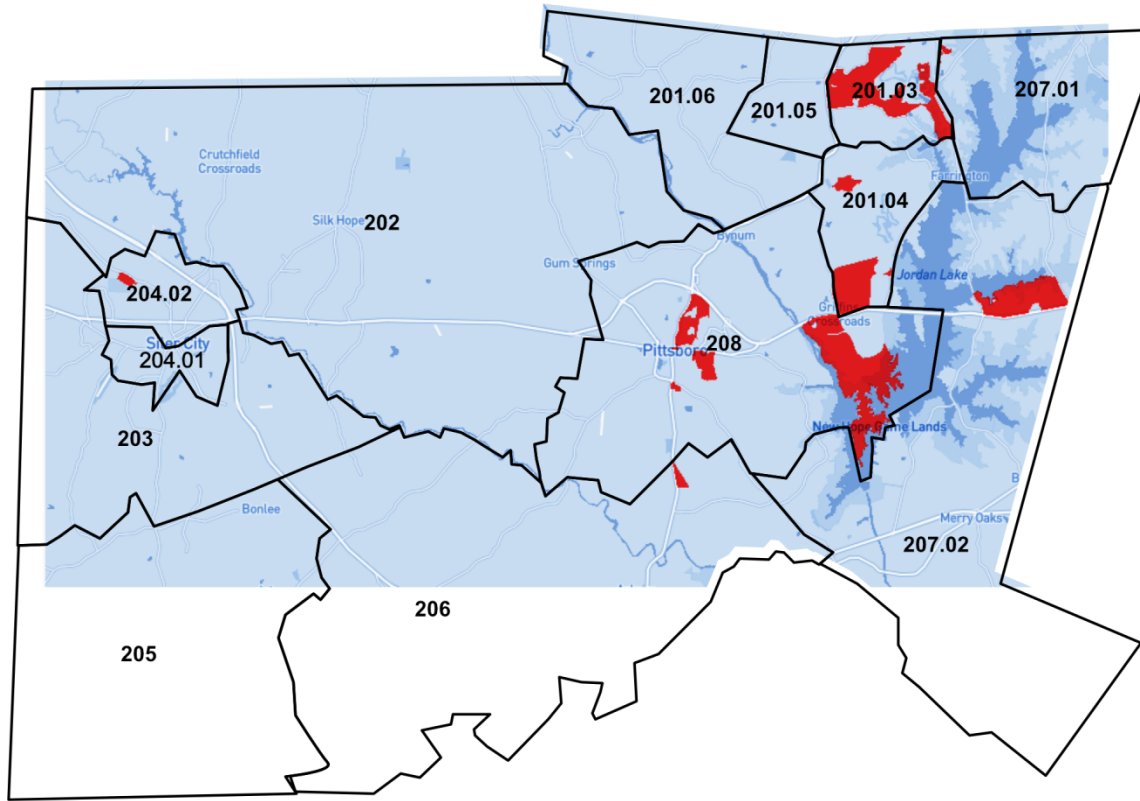 201.06
201.05
201.03
207.01
Crutchfield
Crossroads
Farrington
Silk Hope
202
201.04
Bynum
Gum Springs
Jordan Lake
204.02
Griffins
Crossroads
Siler City
204.01
Pittsboro
208
New Hope Game Lands
203
Bonlee
B
Merry Oaks
207.02
206
205